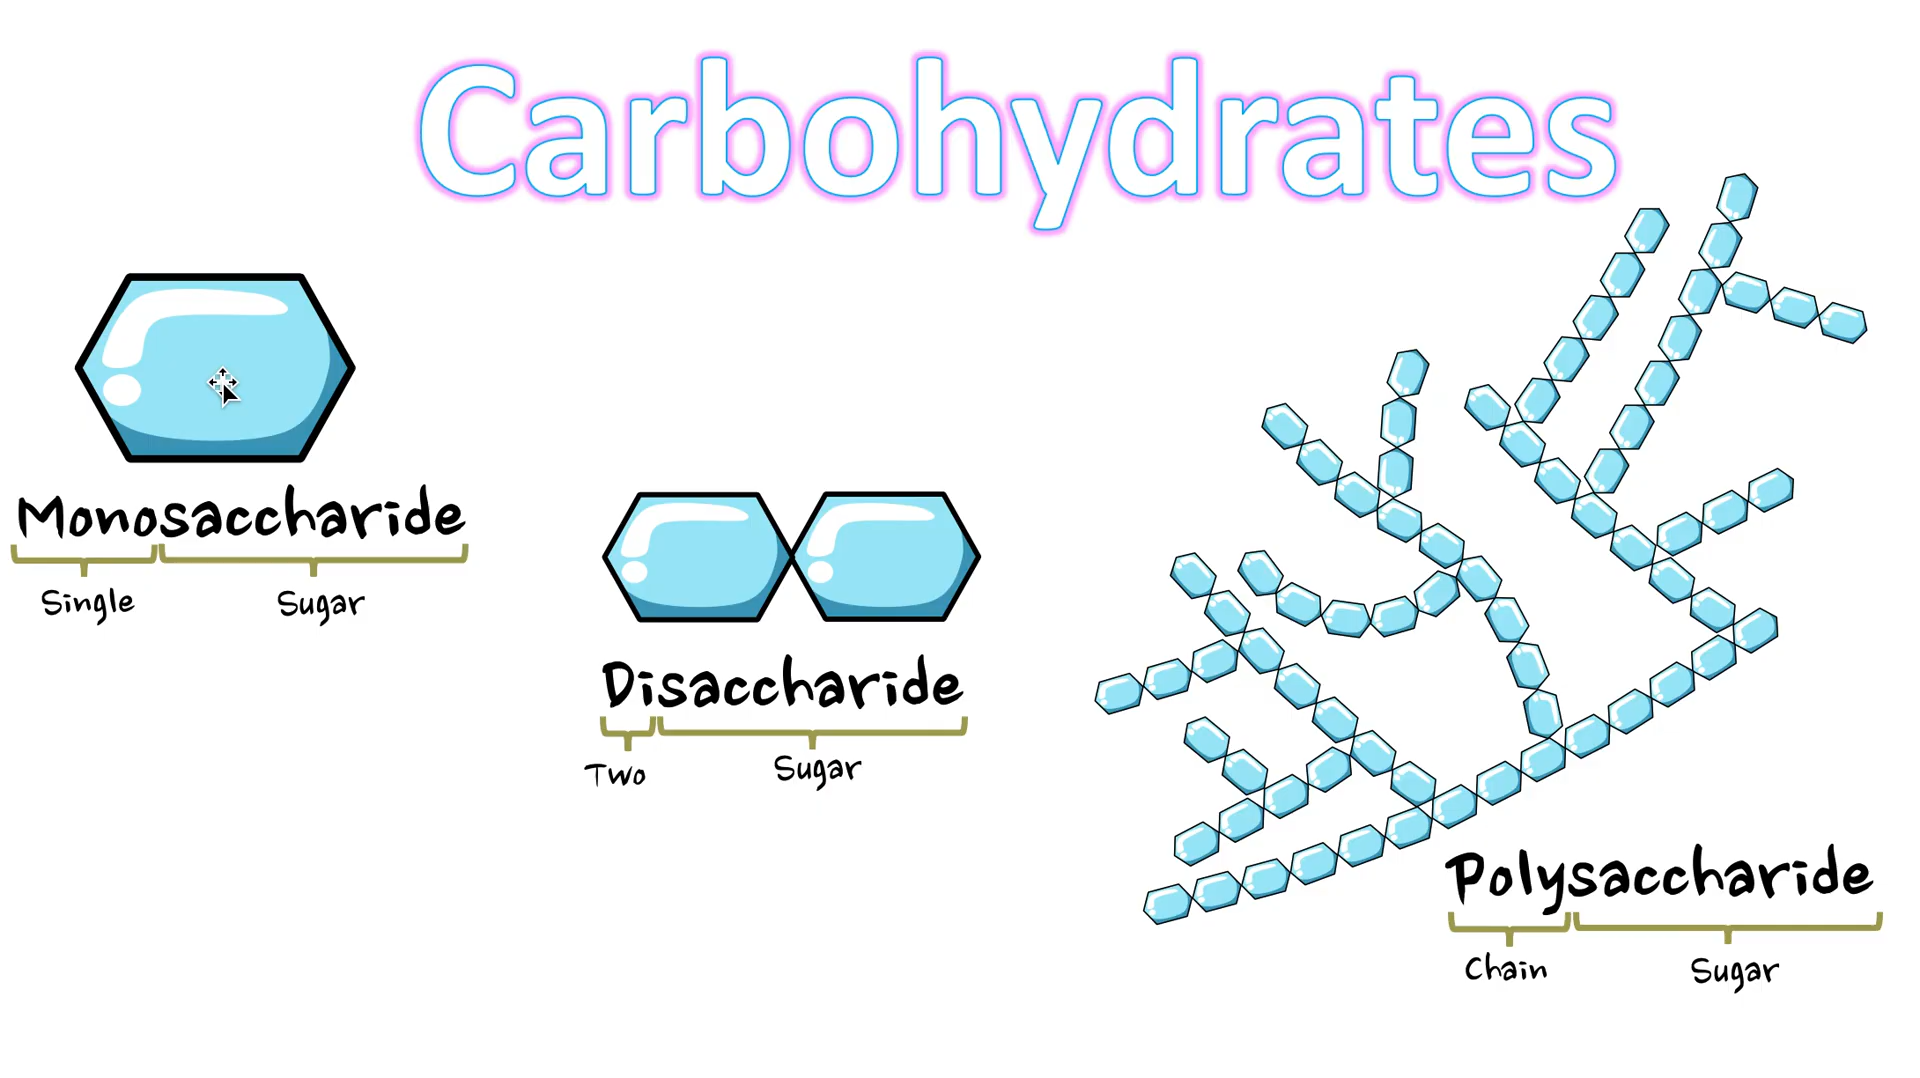 Carbohydrates
Monosaccharide
Single Sugar
Disaccharide
Two Sugar
Polysaccharide
Chain Sugar